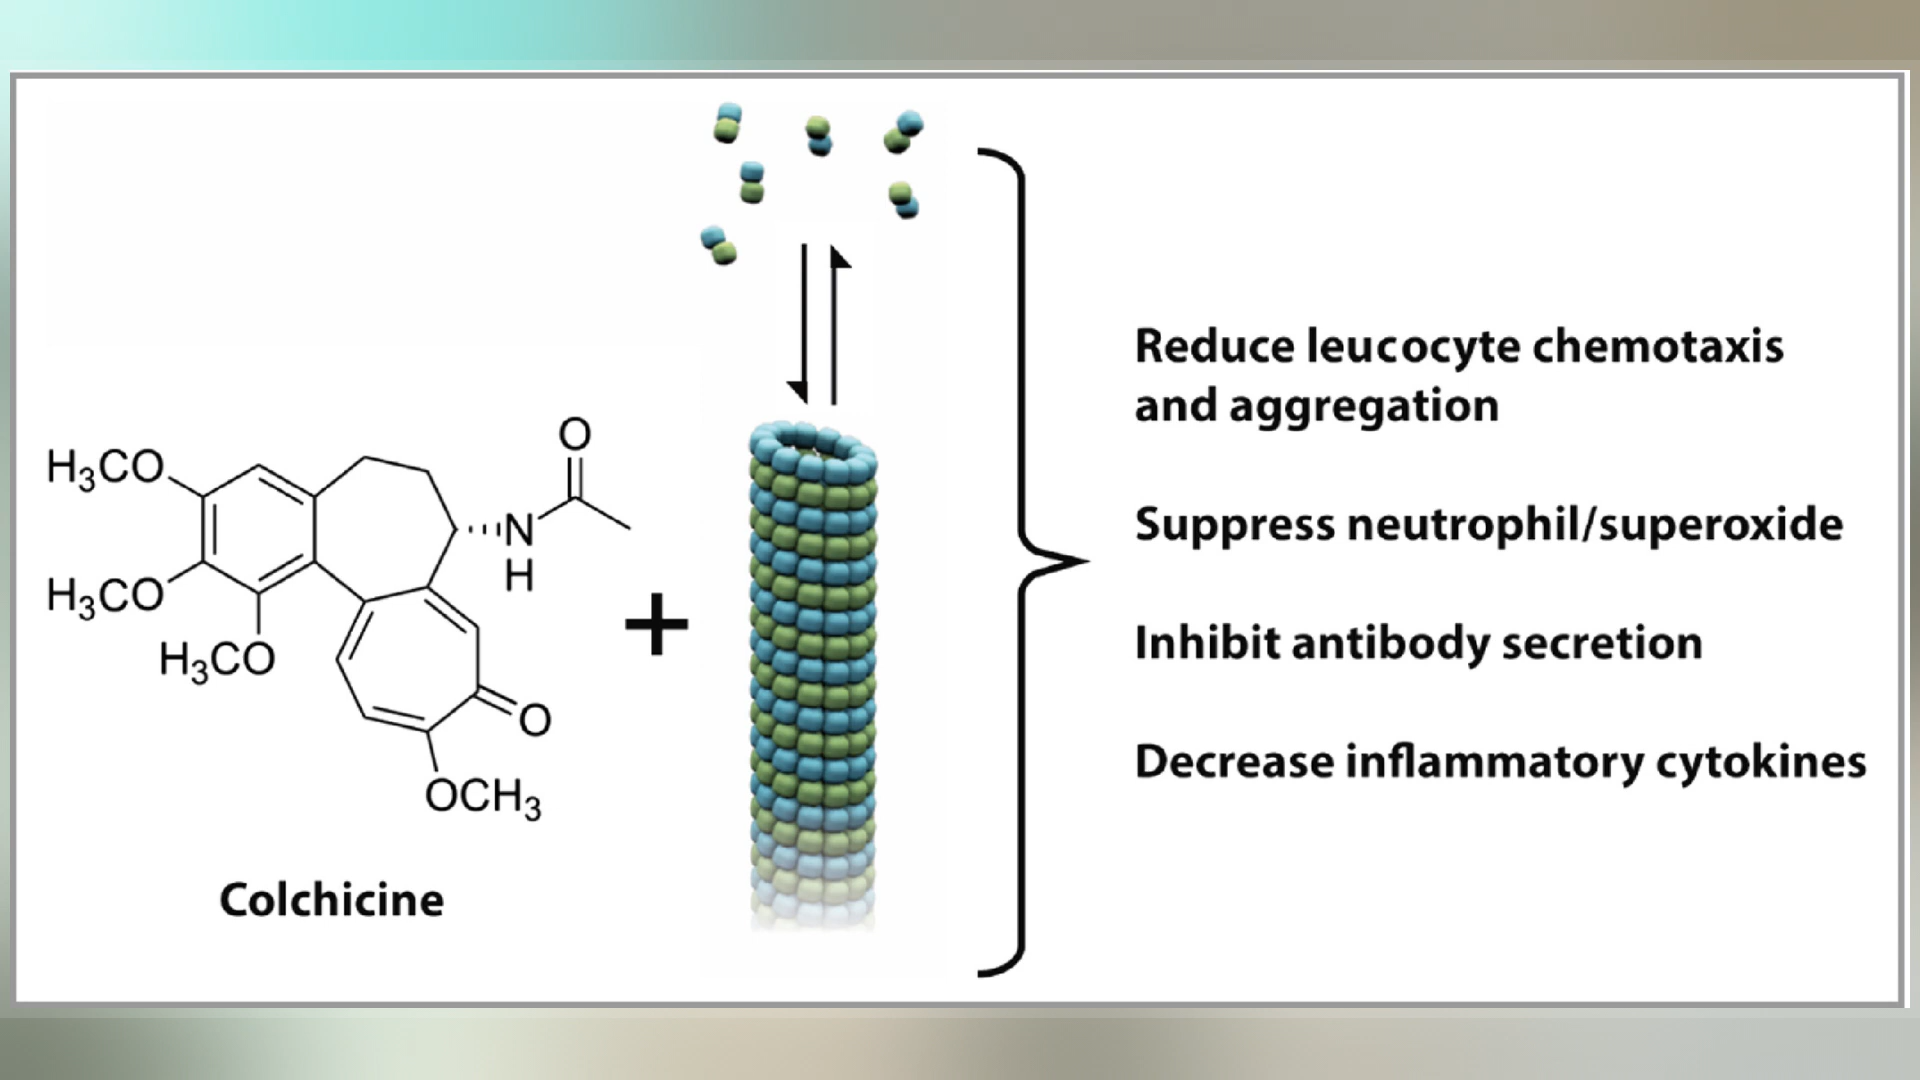 H₃CO
O
N
H
H₃CO
H₃CO
O
OCH₃
+
Colchicine
Reduce leucocyte chemotaxis
and aggregation
Suppress neutrophil/superoxide
Inhibit antibody secretion
Decrease inflammatory cytokines